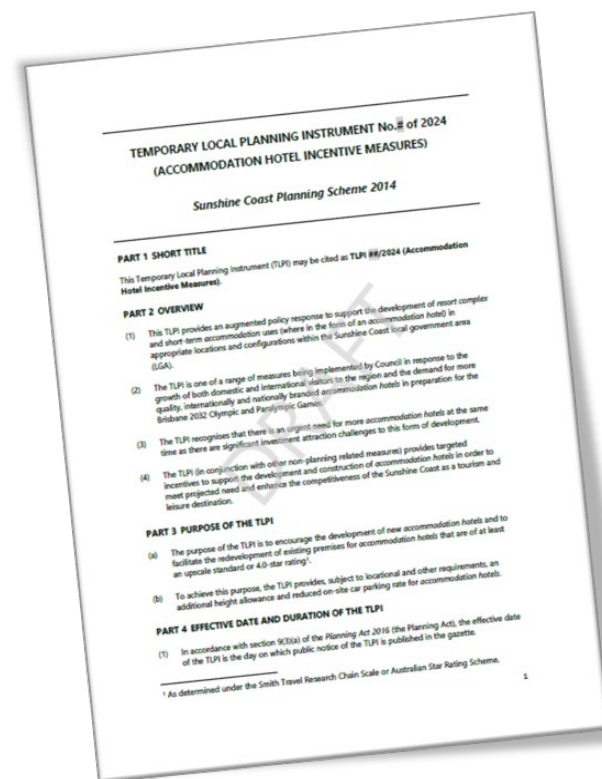 TEMPORARY LOCAL PLANNING INSTRUMENT No.# of 2024
(ACCOMMODATION HOTEL INCENTIVE MEASURES)
Sunshine Coast Planning Scheme 2014
PART 1 SHORT TITLE
This Temporary Local Planning Instrument (TLPI) may be cited as TLPI ##/2024 (Accommodation
Hotel Incentive Measures).
PART 2 OVERVIEW
(1) This TLPI provides an augmented policy response to support the development of resort complex
and short-term accommodation uses (where in the form of an accommodation hotel) in
appropriate locations and configurations within the Sunshine Coast local government area
(LGA).
(2) The TLPI is one of a range of measures being implemented by Council in response to the
growth of both domestic and international visitors to the region and the demand for more
quality, internationally and nationally branded accommodation hotels in preparation for the
Brisbane 2032 Olympic and Paralympic Games.
(3) The TLPI recognises that there is an urgent need for more accommodation hotels at the same
time as there are significant investment attraction challenges to this form of development.
(4) The TLPI (in conjunction with other non-planning related measures) provides targeted
incentives to support the development and construction of accommodation hotels in order to
meet projected need and enhance the competitiveness of the Sunshine Coast as a tourism and
leisure destination.
PART 3 PURPOSE OF THE TLPI
(a) The purpose of the TLPI is to encourage the development of new accommodation hotels and to
facilitate the redevelopment of existing premises for accommodation hotels that are of at least
an upscale standard or 4.0-star rating¹.
(b) To achieve this purpose, the TLPI provides, subject to locational and other requirements, an
additional height allowance and reduced on-site car parking rate for accommodation hotels.
PART 4 EFFECTIVE DATE AND DURATION OF THE TLPI
(1) In accordance with section 9(3)(a) of the Planning Act 2016 (the Planning Act), the effective date
of the TLPI is the day on which public notice of the TLPI is published in the gazette.
¹ As determined under the Smith Travel Research Chain Scale or Australian Star Rating Scheme.
1
DRAFT